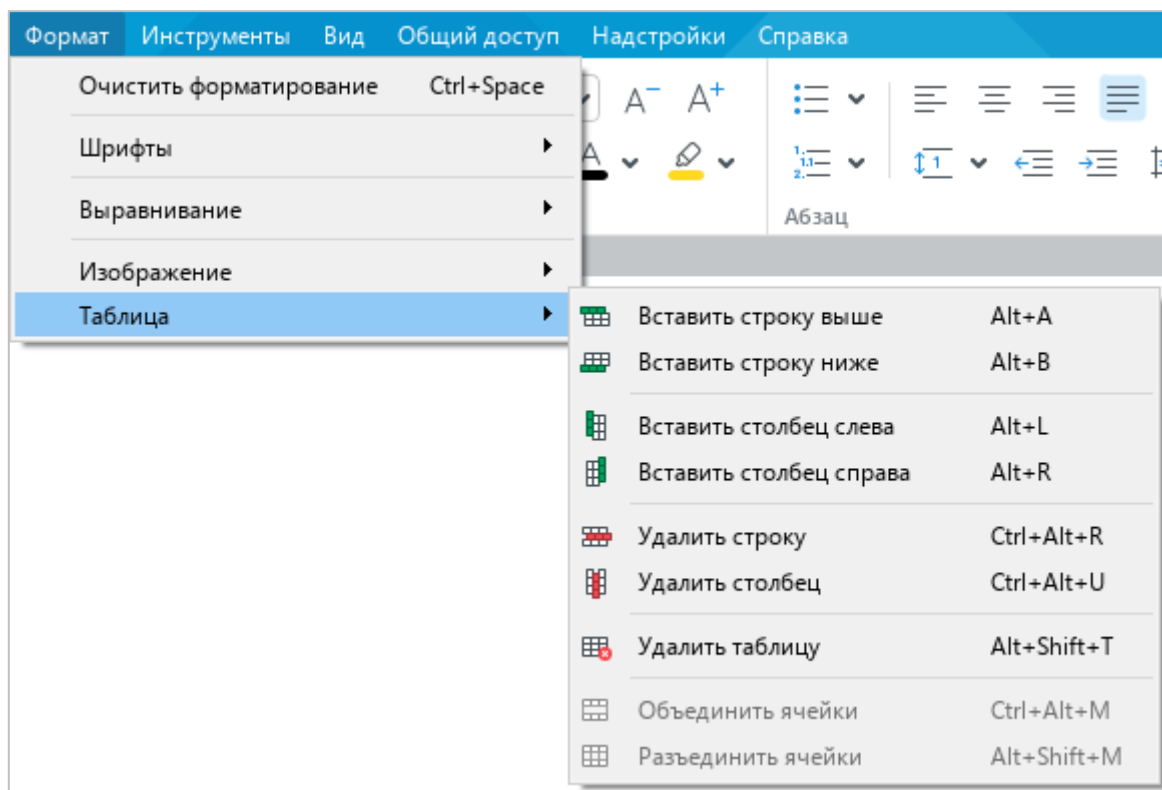 Формат Инструменты Вид Общий доступ Надстройки Справка
Очистить форматирование Ctrl+Space
Шрифты
Выравнивание
Изображение
Таблица
A− A+
A
1
Абзац
Вставить строку выше Alt+A
Вставить строку ниже Alt+B
Вставить столбец слева Alt+L
Вставить столбец справа Alt+R
Удалить строку Ctrl+Alt+R
Удалить столбец Ctrl+Alt+U
Удалить таблицу Alt+Shift+T
Объединить ячейки Ctrl+Alt+M
Разъединить ячейки Alt+Shift+M